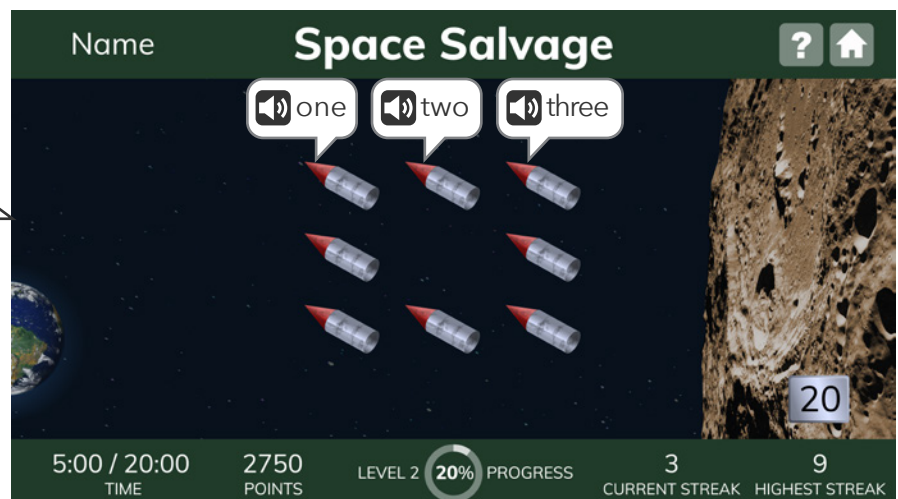 Name
Space Salvage
?
one
two
three
20
5:00 / 20:00
TIME
2750
POINTS
LEVEL 2 20% PROGRESS
3
CURRENT STREAK
9
HIGHEST STREAK